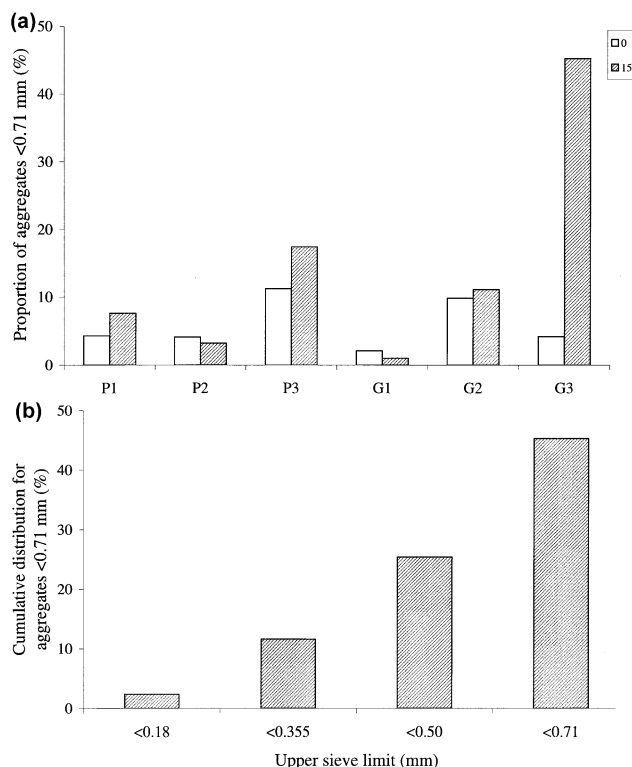 (a)
Proportion of aggregates <0.71 mm (%)
50
40
30
20
10
0
P1 P2 P3 G1 G2 G3
0
15
(b)
Cumulative distribution for
aggregates <0.71 mm (%)
50
40
30
20
10
0
<0.18 <0.355 <0.50 <0.71
Upper sieve limit (mm)